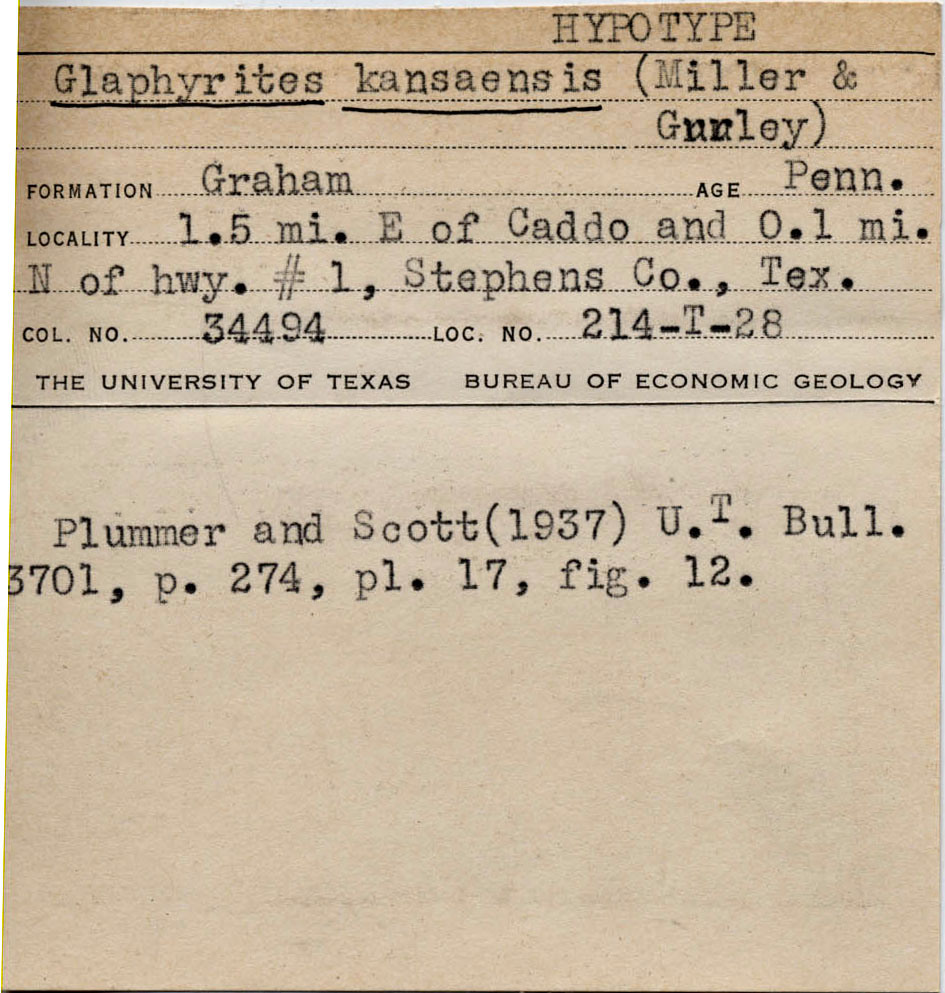 HYPOTYPE
Glaphyrites kansaensis (Miller &
Gurley)
FORMATION Graham AGE Penn.
LOCALITY 1.5 mi. E of Caddo and 0.1 mi.
N of hwy. # 1, Stephens Co., Tex.
COL. NO. 34494 LOC. NO. 214-T-28
THE UNIVERSITY OF TEXAS BUREAU OF ECONOMIC GEOLOGY
Plummer and Scott(1937) U.T. Bull.
3701, p. 274, pl. 17, fig. 12.